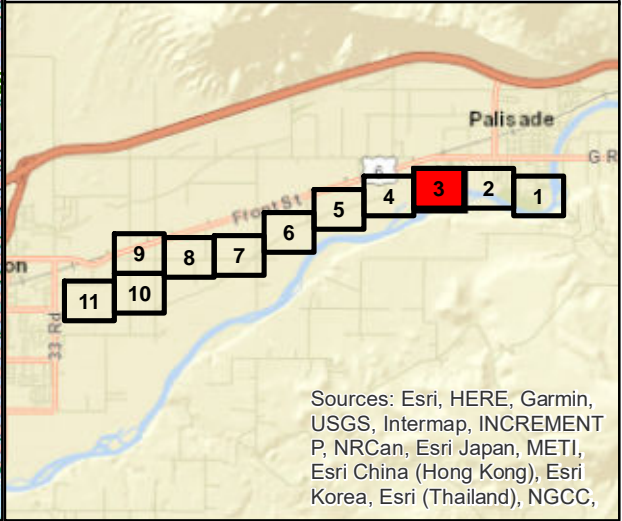 Palisade
G R
6
3
2
1
4
5
Front St
6
9
8
7
on
10
11
33 Rd
Sources: Esri, HERE, Garmin,
USGS, Intermap, INCREMENT
P, NRCan, Esri Japan, METI,
Esri China (Hong Kong), Esri
Korea, Esri (Thailand), NGCC,